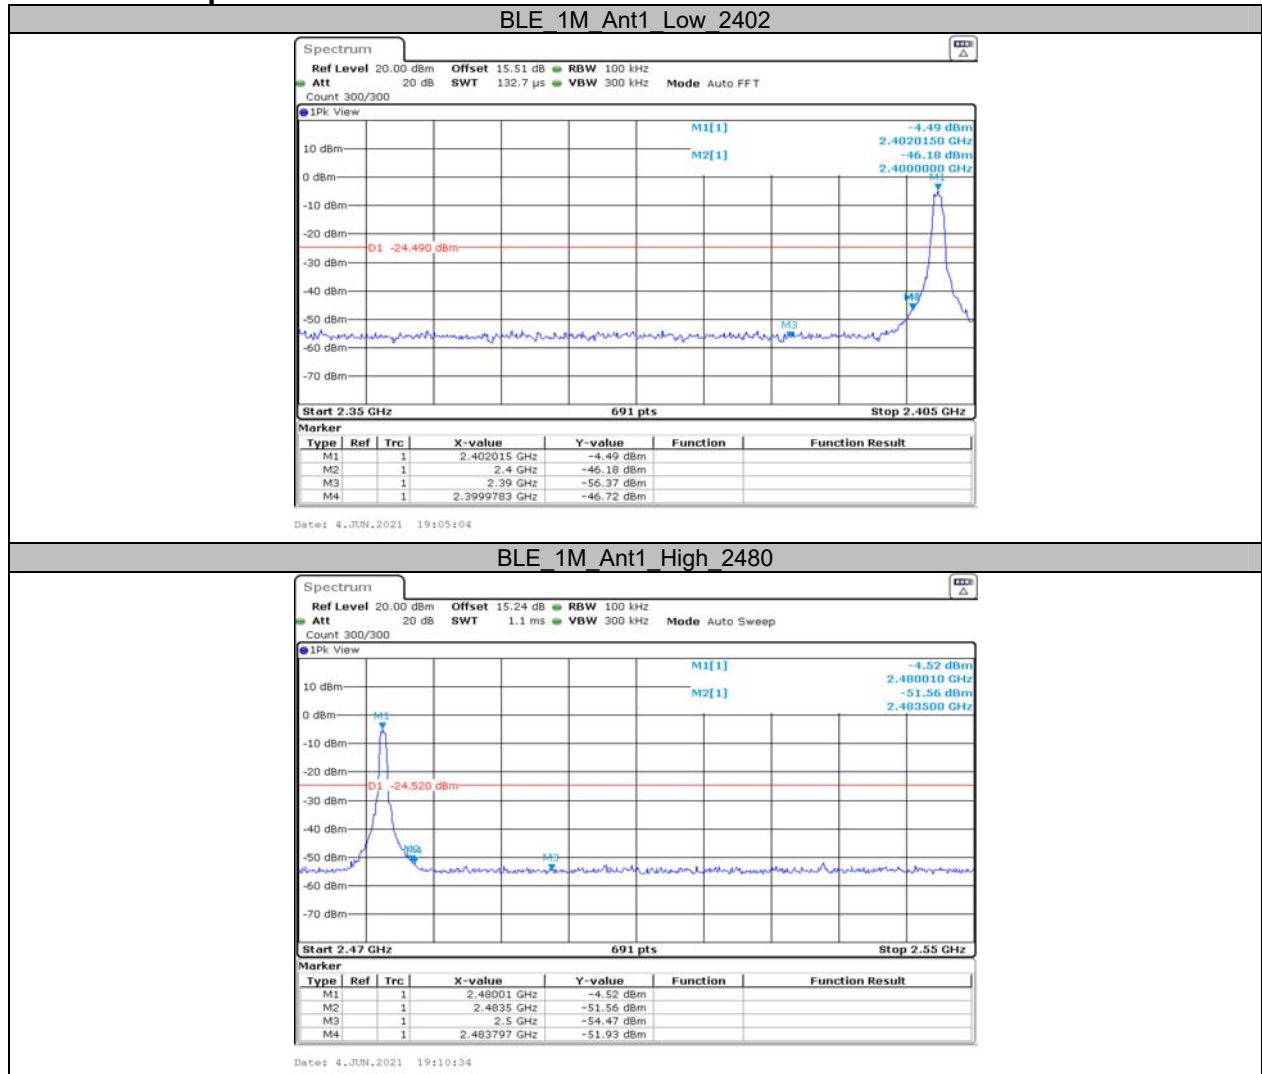 BLE_1M_Ant1_Low_2402
Spectrum
Ref Level 20.00 dBm Offset 15.51 dB RBW 100 kHz
Att 20 dB SWT 132.7 µs VBW 300 kHz Mode Auto FFT
Count 300/300
1Pk View
M1[1] -4.49 dBm
2.4020150 GHz
10 dBm
M2[1] -46.18 dBm
2.4000000 GHz
0 dBm
M1
-10 dBm
-20 dBm
D1 -24.490 dBm
-30 dBm
-40 dBm
-50 dBm
M3
-60 dBm
-70 dBm
Start 2.35 GHz 691 pts Stop 2.405 GHz
Marker
Type Ref Trc X-value Y-value Function Function Result
M1 1 2.402015 GHz -4.49 dBm
M2 1 2.4 GHz -46.18 dBm
M3 1 2.39 GHz -56.37 dBm
M4 1 2.3999783 GHz -46.72 dBm
Date: 4.JUN.2021 19:05:04
BLE_1M_Ant1_High_2480
Spectrum
Ref Level 20.00 dBm Offset 15.24 dB RBW 100 kHz
Att 20 dB SWT 1.1 ms VBW 300 kHz Mode Auto Sweep
Count 300/300
1Pk View
M1[1] -4.52 dBm
2.480010 GHz
10 dBm
M2[1] -51.56 dBm
2.483500 GHz
0 dBm
M1
-10 dBm
-20 dBm
D1 -24.520 dBm
-30 dBm
-40 dBm
-50 dBm
M3
-60 dBm
-70 dBm
Start 2.47 GHz 691 pts Stop 2.55 GHz
Marker
Type Ref Trc X-value Y-value Function Function Result
M1 1 2.48001 GHz -4.52 dBm
M2 1 2.4835 GHz -51.56 dBm
M3 1 2.5 GHz -54.47 dBm
M4 1 2.483797 GHz -51.93 dBm
Date: 4.JUN.2021 19:10:34